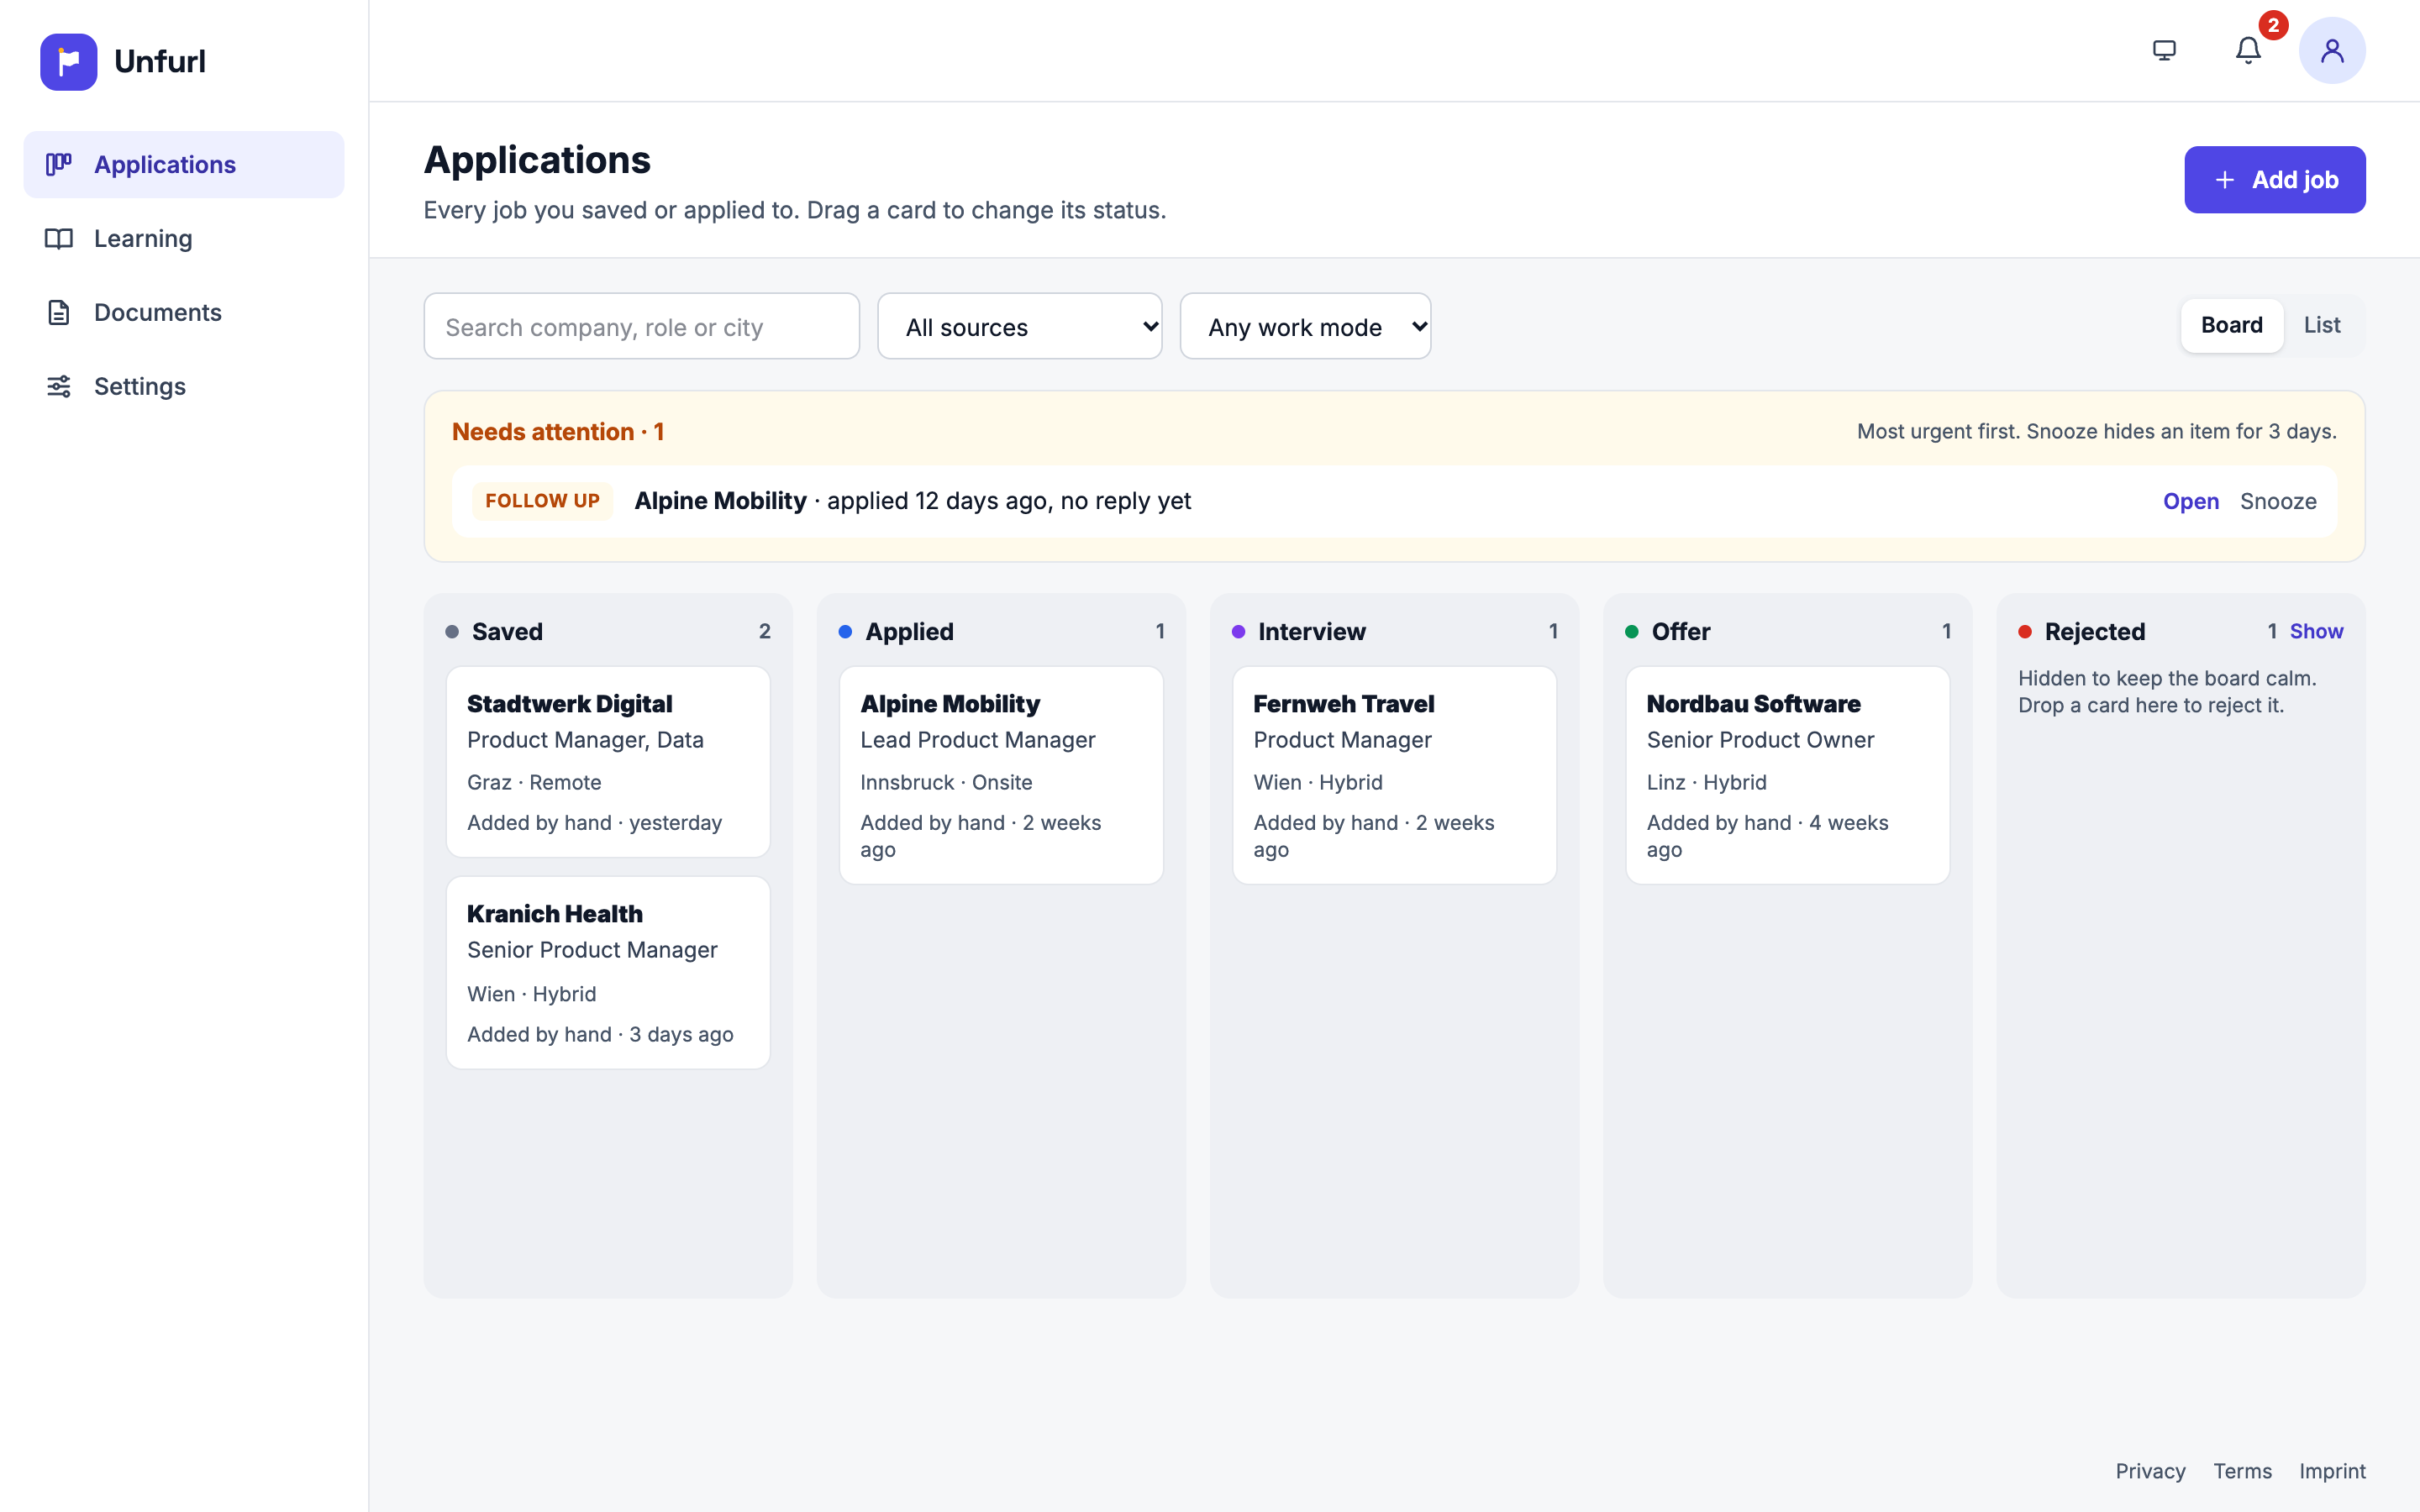 Unfurl
Applications
Learning
Documents
Settings
2
Applications
Every job you saved or applied to. Drag a card to change its status.
+ Add job
Search company, role or city
All sources
Any work mode
Board
List
Needs attention · 1
Most urgent first. Snooze hides an item for 3 days.
FOLLOW UP
Alpine Mobility · applied 12 days ago, no reply yet
Open
Snooze
Saved 2
Stadtwerk Digital
Product Manager, Data
Graz · Remote
Added by hand · yesterday
Kranich Health
Senior Product Manager
Wien · Hybrid
Added by hand · 3 days ago
Applied 1
Alpine Mobility
Lead Product Manager
Innsbruck · Onsite
Added by hand · 2 weeks
ago
Interview 1
Fernweh Travel
Product Manager
Wien · Hybrid
Added by hand · 2 weeks
ago
Offer 1
Nordbau Software
Senior Product Owner
Linz · Hybrid
Added by hand · 4 weeks
ago
Rejected 1 Show
Hidden to keep the board calm.
Drop a card here to reject it.
Privacy
Terms
Imprint